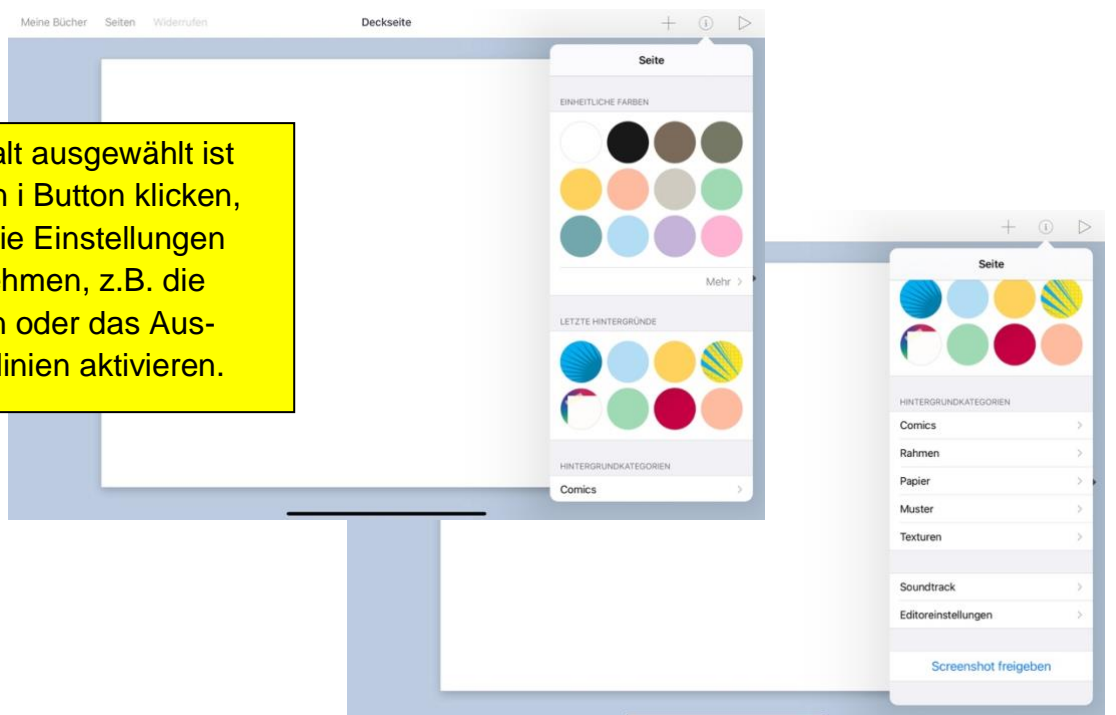 Meine Bücher Seiten Widerrufen Deckseite
Seite
EINHEITLICHE FARBEN
Mehr >
LETZTE HINTERGRÜNDE
HINTERGRUNDKATEGORIEN
Comics >
alt ausgewählt ist
n i Button klicken,
ie Einstellungen
ehmen, z.B. die
n oder das Aus-
linien aktivieren.
Seite
HINTERGRUNDKATEGORIEN
Comics >
Rahmen >
Papier >
Muster >
Texturen >
Soundtrack >
Editoreinstellungen >
Screenshot freigeben